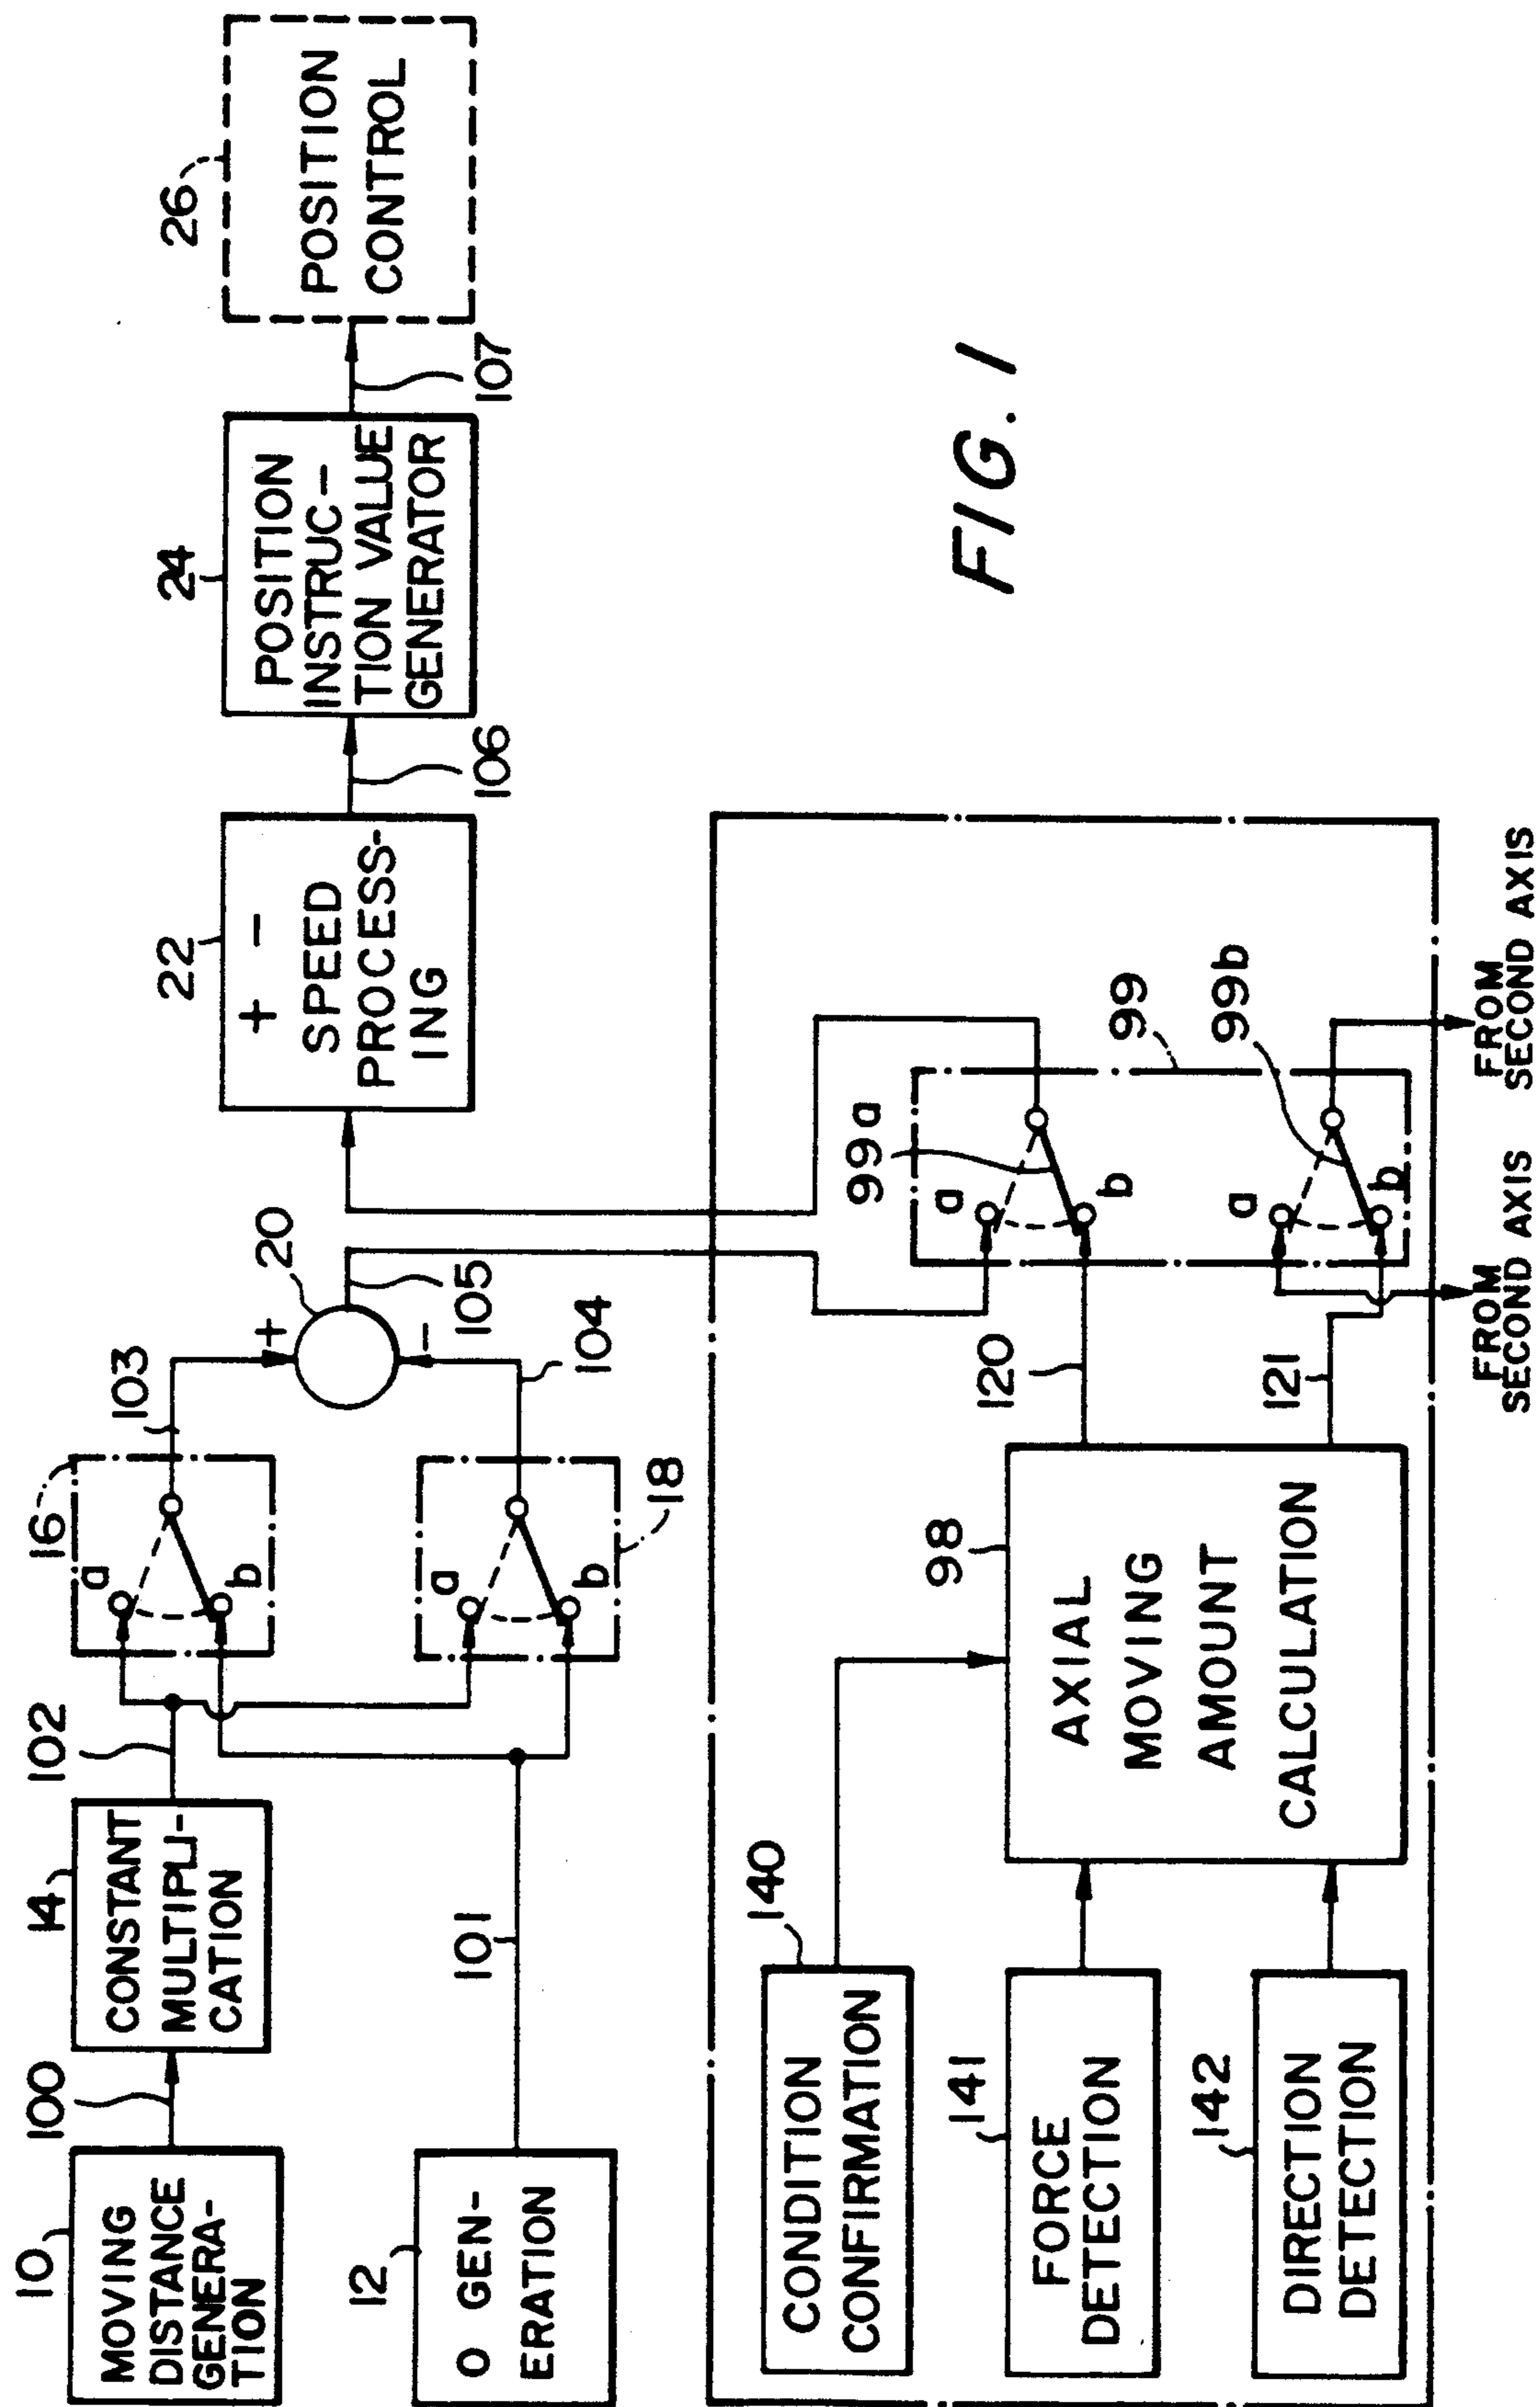 10
MOVING
DISTANCE
GENERA-
TION
100
14
CONSTANT
MULTIPLI-
CATION
102
16
a
b
103
12
O GEN-
ERATION
101
18
a
b
104
+
-
20
105
22
+ -
SPEED
PROCESS-
ING
106
24
POSITION
INSTRUC-
TION VALUE
GENERATOR
107
26
POSITION
CONTROL
140
CONDITION
CONFIRMATION
141
FORCE
DETECTION
142
DIRECTION
DETECTION
98
AXIAL
MOVING
AMOUNT
CALCULATION
120
121
99a
a
b
99
99b
a
b
FROM
SECOND AXIS
FROM
SECOND AXIS
FIG. 1